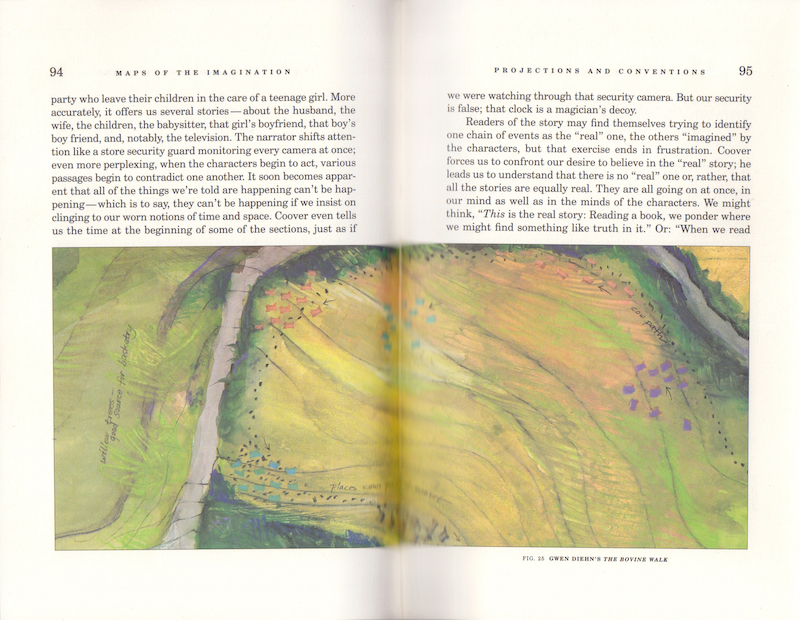 94
MAPS OF THE IMAGINATION
party who leave their children in the care of a teenage girl. More
accurately, it offers us several stories—about the husband, the
wife, the children, the babysitter, that girl's boyfriend, that boy's
boy friend, and, notably, the television. The narrator shifts atten-
tion like a store security guard monitoring every camera at once;
even more perplexing, when the characters begin to act, various
passages begin to contradict one another. It soon becomes appar-
ent that all of the things we're told are happening can't be hap-
pening—which is to say, they can't be happening if we insist on
clinging to our worn notions of time and space. Coover even tells
us the time at the beginning of some of the sections, just as if
PROJECTIONS AND CONVENTIONS
95
we were watching through that security camera. But our security
is false; that clock is a magician's decoy.
Readers of the story may find themselves trying to identify
one chain of events as the “real” one, the others “imagined” by
the characters, but that exercise ends in frustration. Coover
forces us to confront our desire to believe in the “real” story; he
leads us to understand that there is no “real” one or, rather, that
all the stories are equally real. They are all going on at once, in
our mind as well as in the minds of the characters. We might
think, “This is the real story: Reading a book, we ponder where
we might find something like truth in it.” Or: “When we read
willow trees—
good source for
cow path
Places cows
FIG. 25 GWEN DIEHN'S THE BOVINE WALK